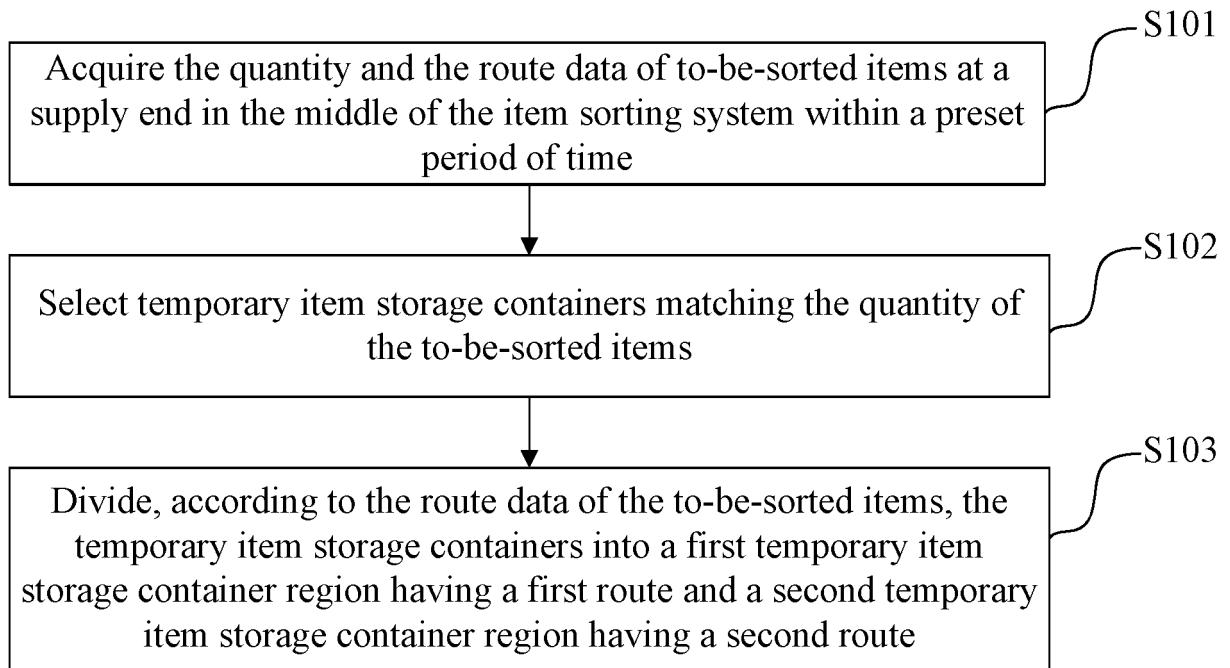 S101
Acquire the quantity and the route data of to-be-sorted items at a
supply end in the middle of the item sorting system within a preset
period of time
S102
Select temporary item storage containers matching the quantity of
the to-be-sorted items
S103
Divide, according to the route data of the to-be-sorted items, the
temporary item storage containers into a first temporary item
storage container region having a first route and a second temporary
item storage container region having a second route